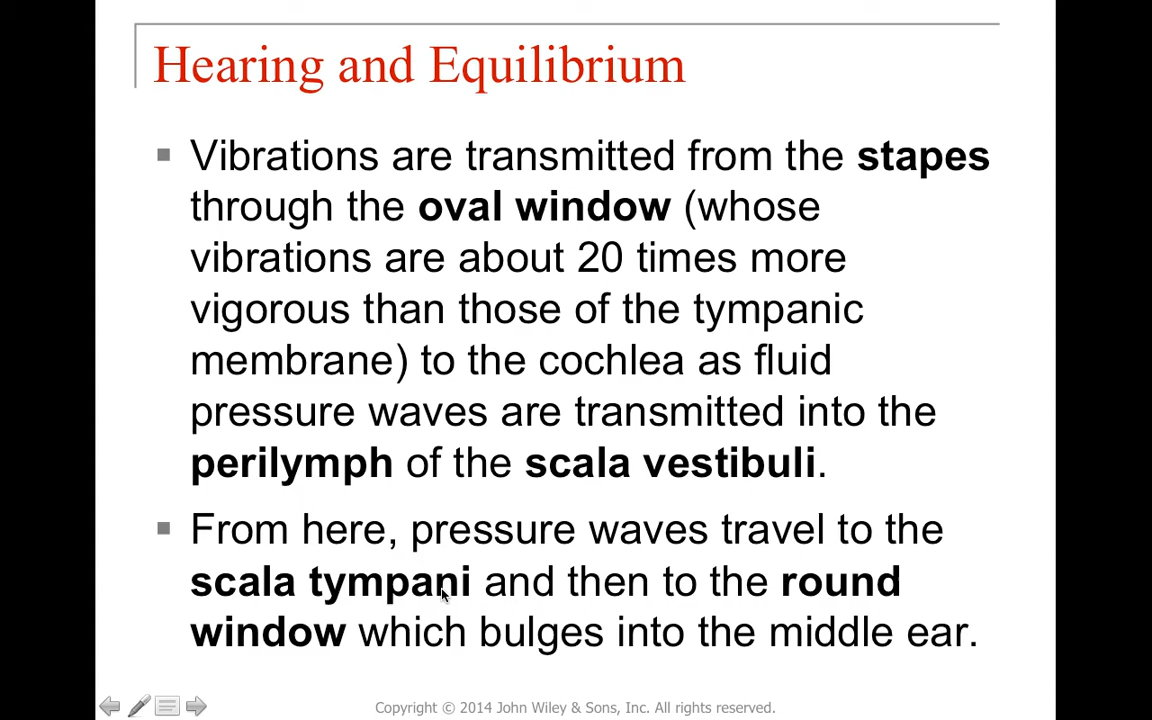 Hearing and Equilibrium
Vibrations are transmitted from the stapes
through the oval window (whose
vibrations are about 20 times more
vigorous than those of the tympanic
membrane) to the cochlea as fluid
pressure waves are transmitted into the
perilymph of the scala vestibuli.
From here, pressure waves travel to the
scala tympani and then to the round
window which bulges into the middle ear.
Copyright © 2014 John Wiley & Sons, Inc. All rights reserved.